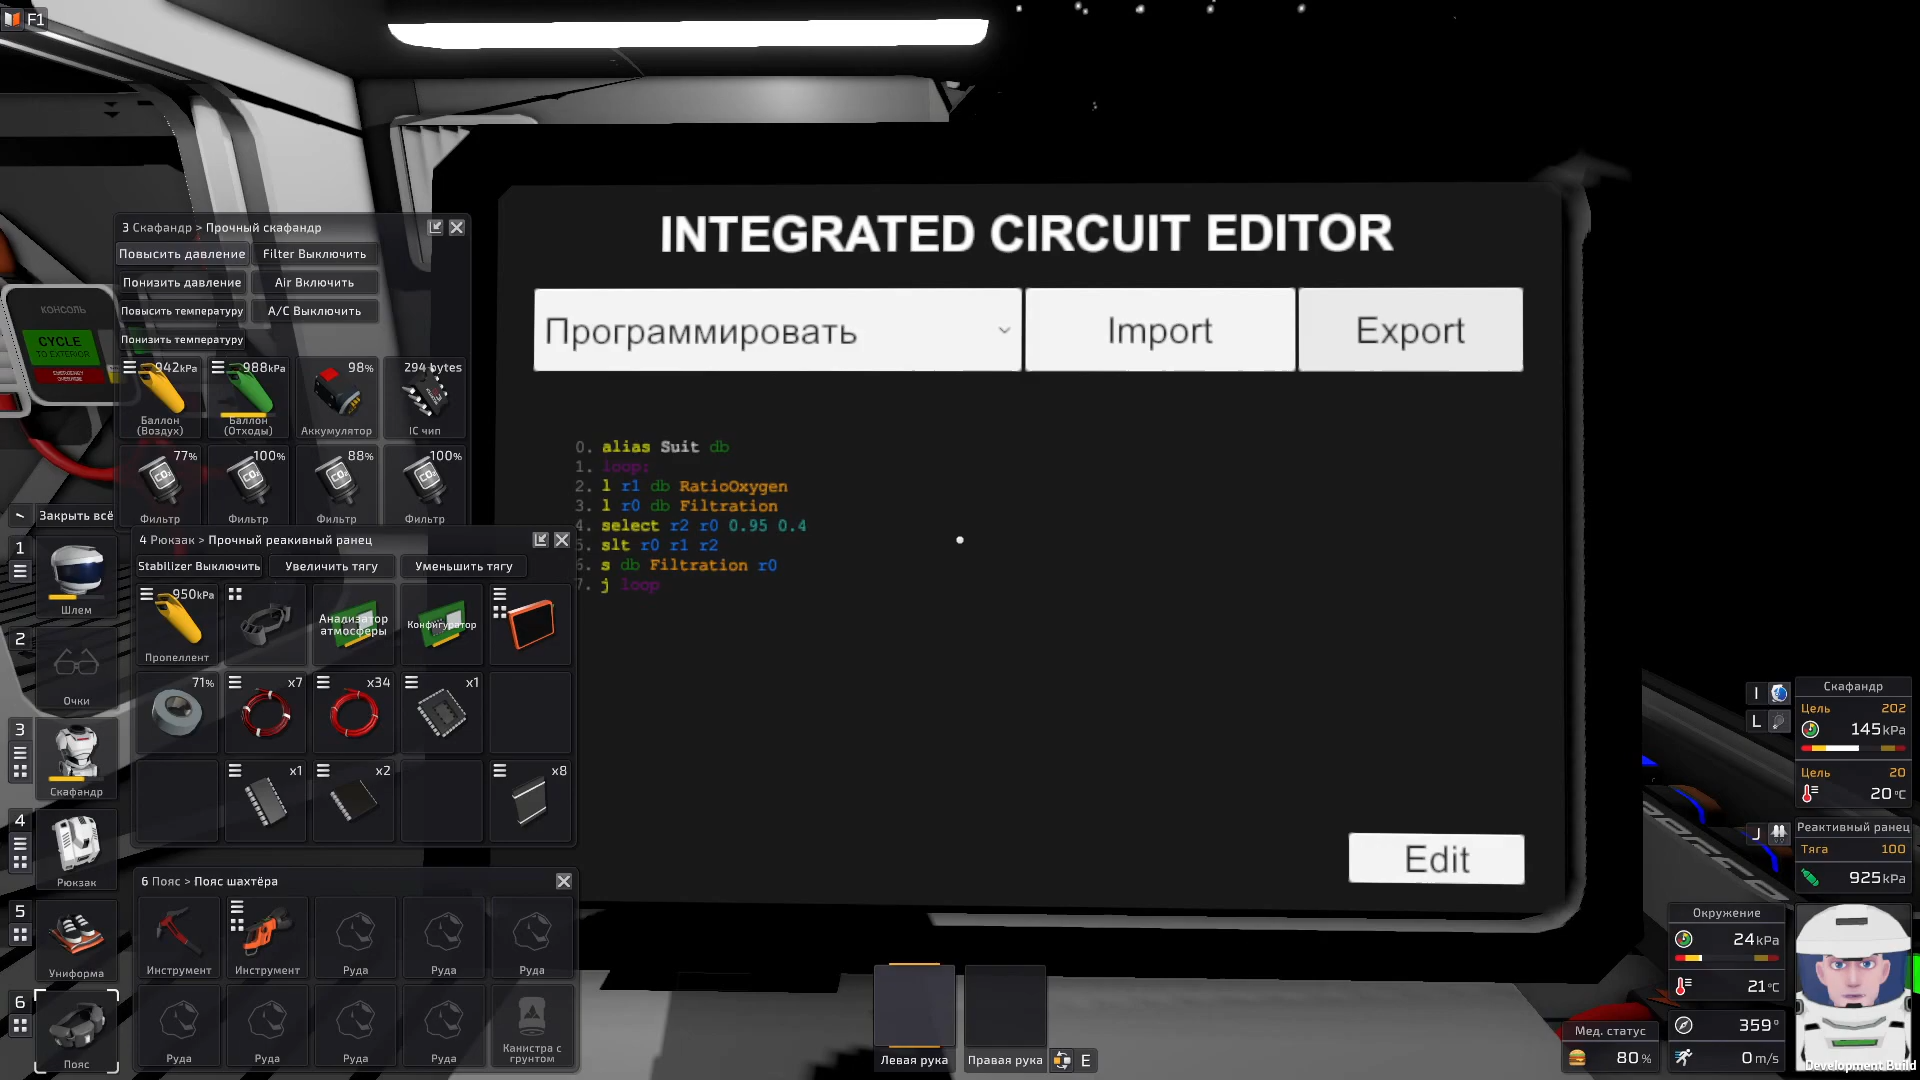 F1
3 Скафандр > Прочный скафандр
Повысить давление
Filter Выключить
Понизить давление
Air Включить
Повысить температуру
A/C Выключить
Понизить температуру
КОНСОЛЬ
CYCLE
TO EXTERIOR
EMERGENCY OVERRIDE
942kPa
988kPa
98%
294 bytes
Баллон (Воздух)
Баллон (Отходы)
Аккумулятор
IC чип
77%
100%
88%
100%
Фильтр
Фильтр
Фильтр
Фильтр
Закрыть всё
1
Шлем
2
Очки
3
Скафандр
4
Рюкзак
5
Униформа
6
Пояс
4 Рюкзак > Прочный реактивный ранец
Stabilizer Выключить
Увеличить тягу
Уменьшить тягу
950kPa
Пропеллент
Анализатор атмосферы
Конфигуратор
71%
x7
x34
x1
x1
x2
x8
6 Пояс > Пояс шахтёра
Инструмент
Инструмент
Руда
Руда
Руда
Руда
Руда
Руда
Руда
Канистра с грунтом
INTEGRATED CIRCUIT EDITOR
Программировать
Import
Export
0. alias Suit db
1. loop:
2. l r1 db RatioOxygen
3. l r0 db Filtration
4. select r2 r0 0.95 0.4
5. slt r0 r1 r2
6. s db Filtration r0
7. j loop
Edit
Левая рука
Правая рука
E
I
L
J
Скафандр
Цель 202
145kPa
Цель 20
20°C
Реактивный ранец
Тяга 100
925kPa
Окружение
24kPa
21°C
359°
0m/s
Мед. статус
80%
Development Build